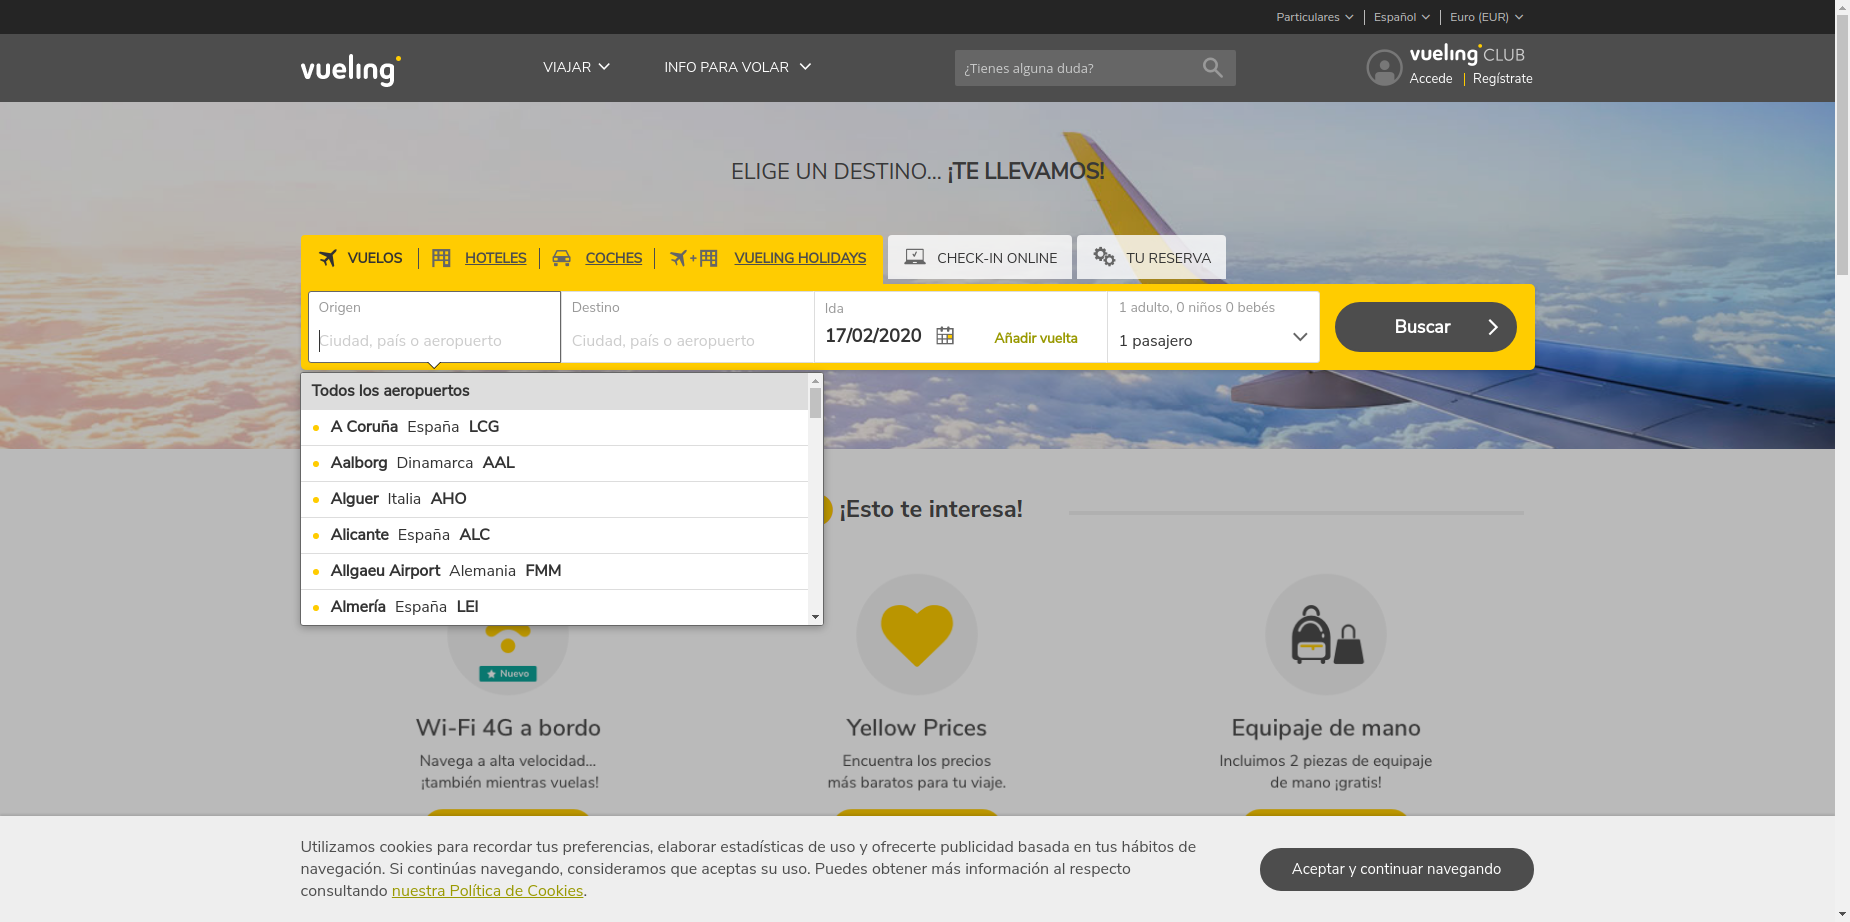 Particulares Español Euro (EUR)
vueling VIAJAR INFO PARA VOLAR ¿Tienes alguna duda? vueling CLUB
Accede Regístrate
ELIGE UN DESTINO... ¡TE LLEVAMOS!
VUELOS HOTELES COCHES + VUELING HOLIDAYS CHECK-IN ONLINE TU RESERVA
Origen Destino Ida 1 adulto, 0 niños 0 bebés
Ciudad, país o aeropuerto Ciudad, país o aeropuerto 17/02/2020 Añadir vuelta 1 pasajero Buscar
Todos los aeropuertos
A Coruña España LCG
Aalborg Dinamarca AAL
Alguer Italia AHO
Alicante España ALC
Allgaeu Airport Alemania FMM
Almería España LEI
¡Esto te interesa!
Nuevo
Wi-Fi 4G a bordo
Navega a alta velocidad...
¡también mientras vuelas!
Yellow Prices
Encuentra los precios
más baratos para tu viaje.
Equipaje de mano
Incluimos 2 piezas de equipaje
de mano ¡gratis!
Utilizamos cookies para recordar tus preferencias, elaborar estadísticas de uso y ofrecerte publicidad basada en tus hábitos de
navegación. Si continúas navegando, consideramos que aceptas su uso. Puedes obtener más información al respecto
consultando nuestra Política de Cookies.
Aceptar y continuar navegando